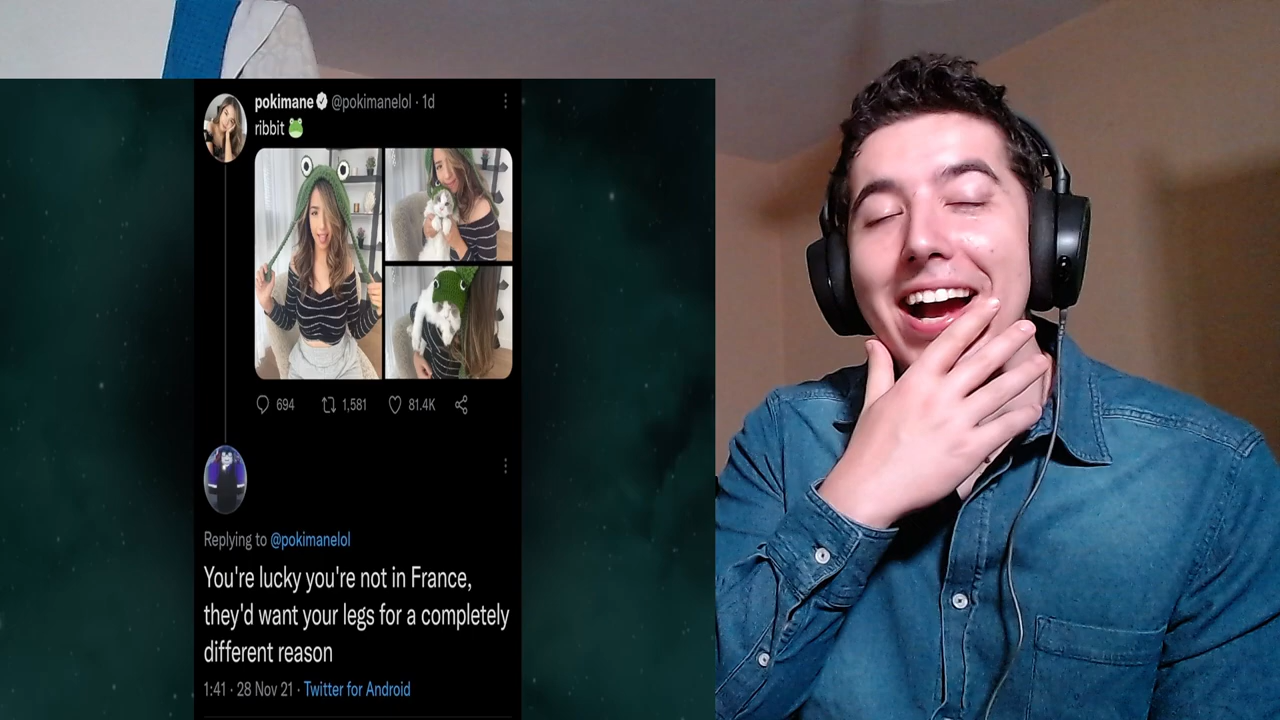 pokimane @pokimanelol · 1d
ribbit 🐸
694 1,581 81.4K
Replying to @pokimanelol
You're lucky you're not in France,
they'd want your legs for a completely
different reason
1:41 · 28 Nov 21 · Twitter for Android